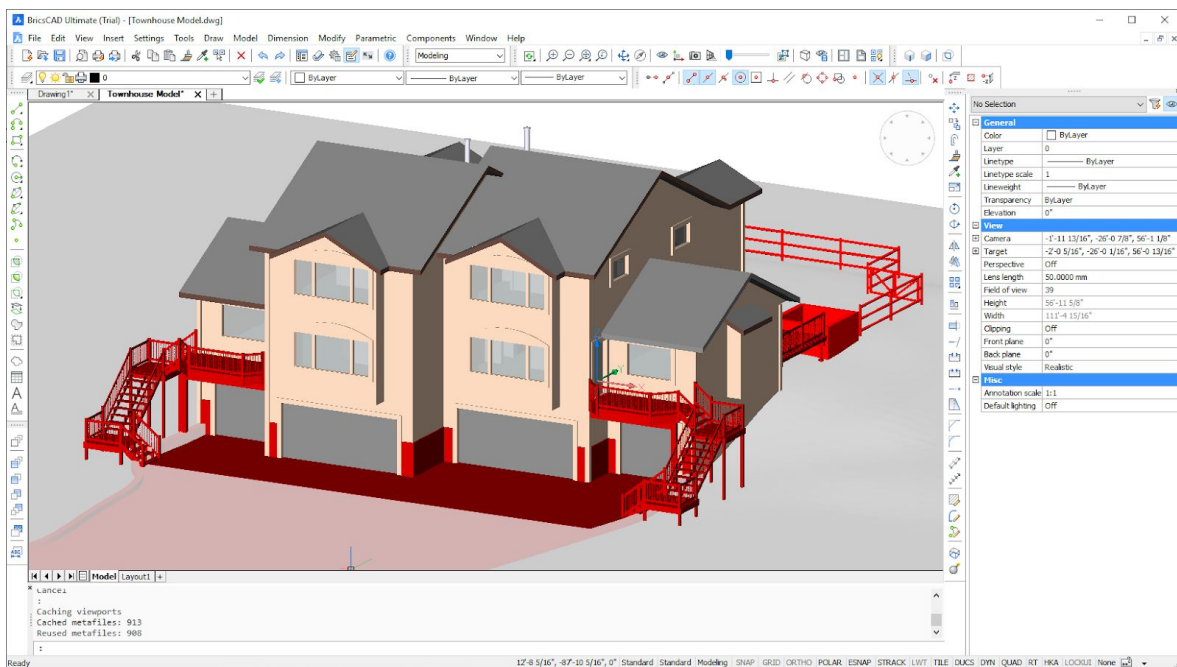 BricsCAD Ultimate (Trial) - [Townhouse Model.dwg]
File Edit View Insert Settings Tools Draw Model Dimension Modify Parametric Components Window Help
Modeling
0 ByLayer ByLayer ByLayer
Drawing1* Townhouse Model*
No Selection
General
Color ByLayer
Layer 0
Linetype ByLayer
Linetype scale 1
Lineweight ByLayer
Transparency ByLayer
Elevation 0"
View
Camera -1'-11 13/16", -26'-0 7/8", 56'-1 1/8"
Target -2'-0 5/16", -26'-0 1/16", 56'-0 13/16"
Perspective Off
Lens length 50.0000 mm
Field of view 39
Height 56'-11 5/8"
Width 111'-4 15/16"
Clipping Off
Front plane 0"
Back plane 0"
Visual style Realistic
Misc
Annotation scale 1:1
Default lighting Off
A
A
ABC
X
Y
Model Layout1 +
Cancel
:
Caching viewports
Cached metafiles: 913
Reused metafiles: 908
:
Ready 12'-8 5/16", -87'-10 5/16", 0" Standard Standard Modeling SNAP GRID ORTHO POLAR ESNAP STRACK LWT TILE DUCS DYN QUAD RT HKA LOCKUI None